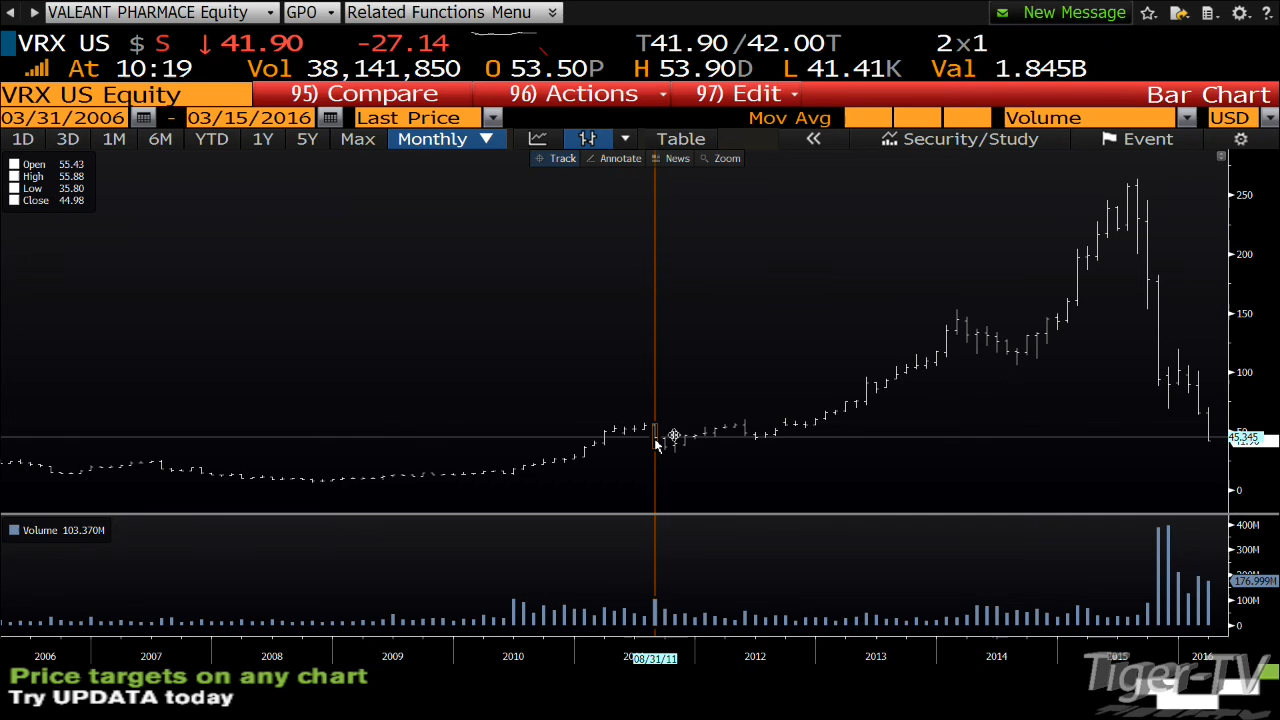 VALEANT PHARMACE Equity GPO Related Functions Menu New Message
VRX US $ S ↓ 41.90 -27.14 T41.90 /42.00T 2x1
At 10:19 Vol 38,141,850 O 53.50P H 53.90D L 41.41K Val 1.845B
VRX US Equity 95) Compare 96) Actions 97) Edit Bar Chart
03/31/2006 - 03/15/2016 Last Price Mov Avg Volume USD
1D 3D 1M 6M YTD 1Y 5Y Max Monthly ▼ Table « Security/Study Event
Track Annotate News Zoom
Open 55.43
High 55.88
Low 35.80
Close 44.98
250
200
150
100
50
45.345
0
Volume 103.370M
400M
300M
176.999M
100M
0
2006 2007 2008 2009 2010 08/31/11 2012 2013 2014 2015 2016
Price targets on any chart
Try UPDATA today
Tiger-TV